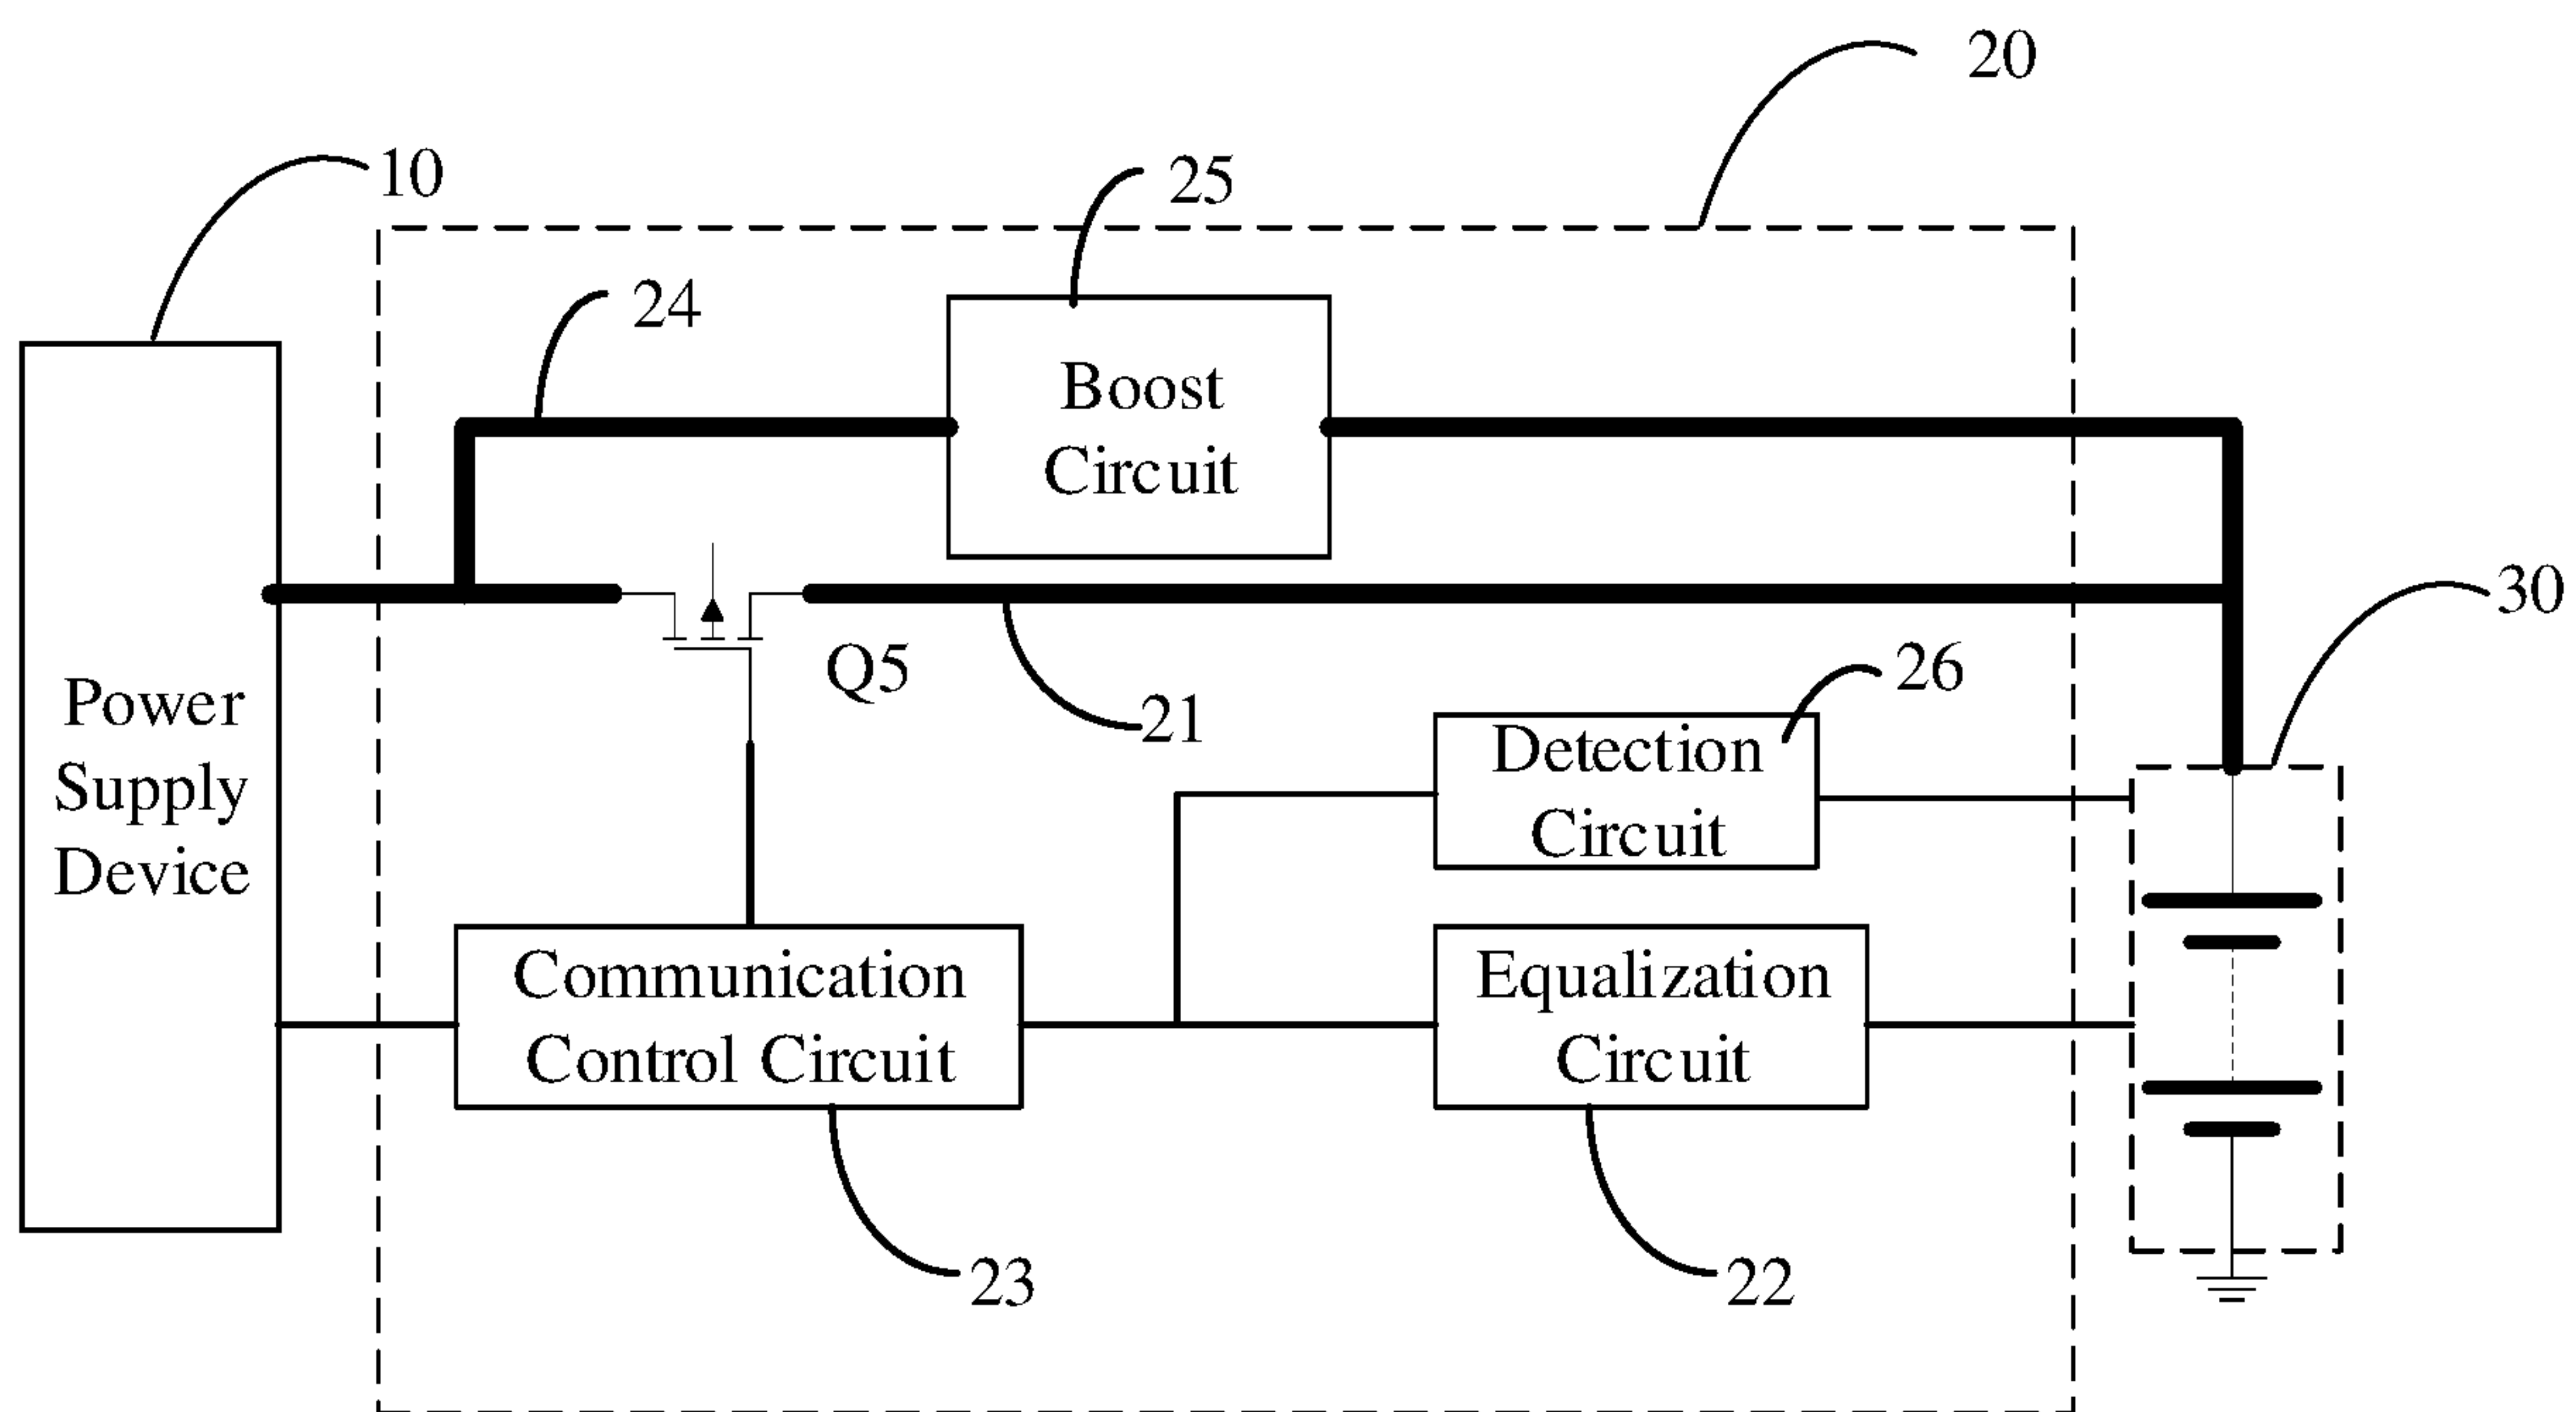 20
10
25
24
Boost
Circuit
30
Q5
26
21
Power
Supply
Device
Detection
Circuit
Communication
Control Circuit
Equalization
Circuit
23
22